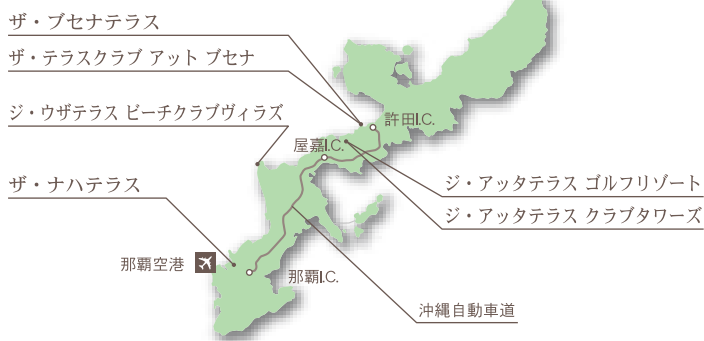 ザ・ブセナテラス
ザ・テラスクラブ アット ブセナ
ジ・ウザテラス ビーチクラブヴィラズ
許田I.C.
屋嘉I.C.
ザ・ナハテラス
ジ・アッタテラス ゴルフリゾート
ジ・アッタテラス クラブタワーズ
那覇空港
那覇I.C.
沖縄自動車道